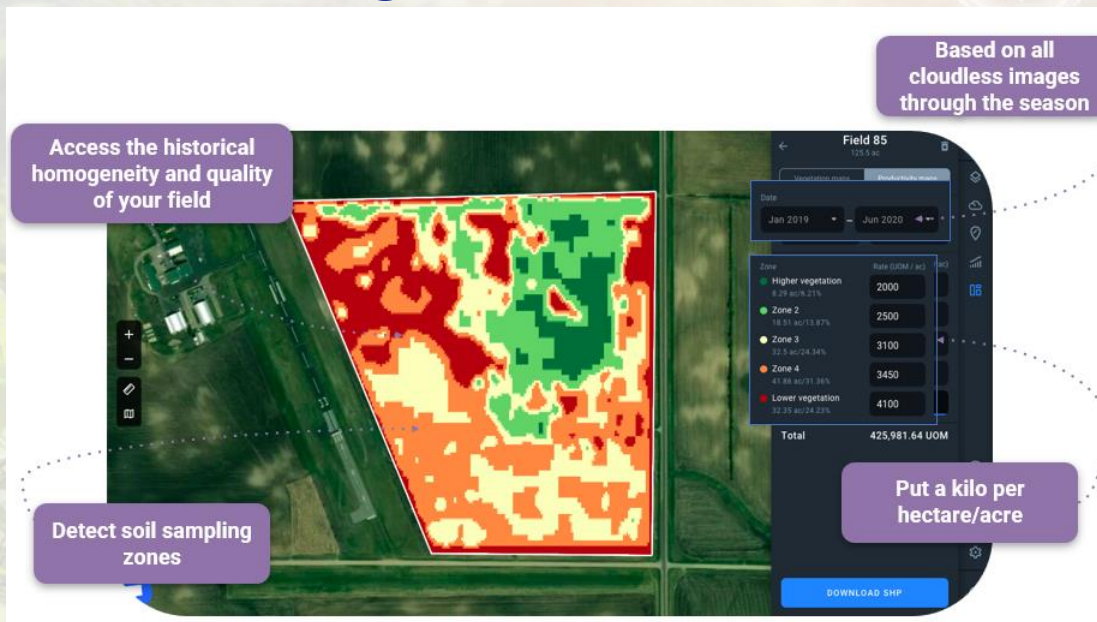 Based on all
cloudless images
through the season
Access the historical
homogeneity and quality
of your field
Field 85
125.5 ac
Vegetation maps Productivity maps
Date
Jan 2019 – Jun 2020
Zone Rate (UOM / ac)
Higher vegetation 2000
8.29 ac/6.21%
Zone 2 2500
18.51 ac/13.87%
Zone 3 3100
32.5 ac/24.34%
Zone 4 3450
41.86 ac/31.36%
Lower vegetation 4100
32.35 ac/24.23%
Total 425,981.64 UOM
Put a kilo per
hectare/acre
Detect soil sampling
zones
DOWNLOAD SHP